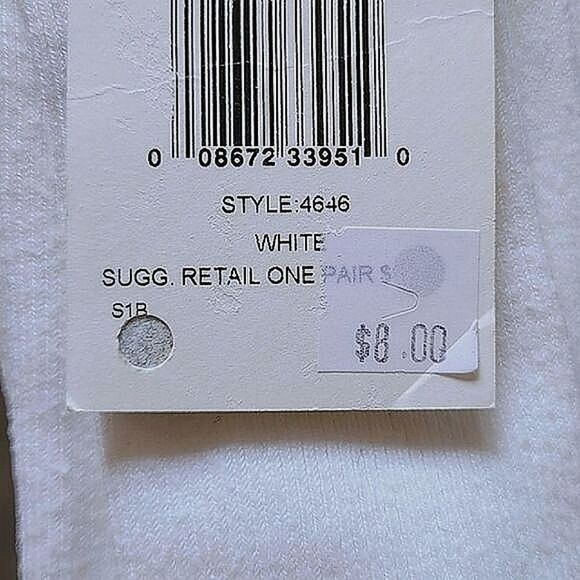 0 08672 33951 0
STYLE:4646
WHITE
SUGG. RETAIL ONE PAIR $
S1B
$8.00